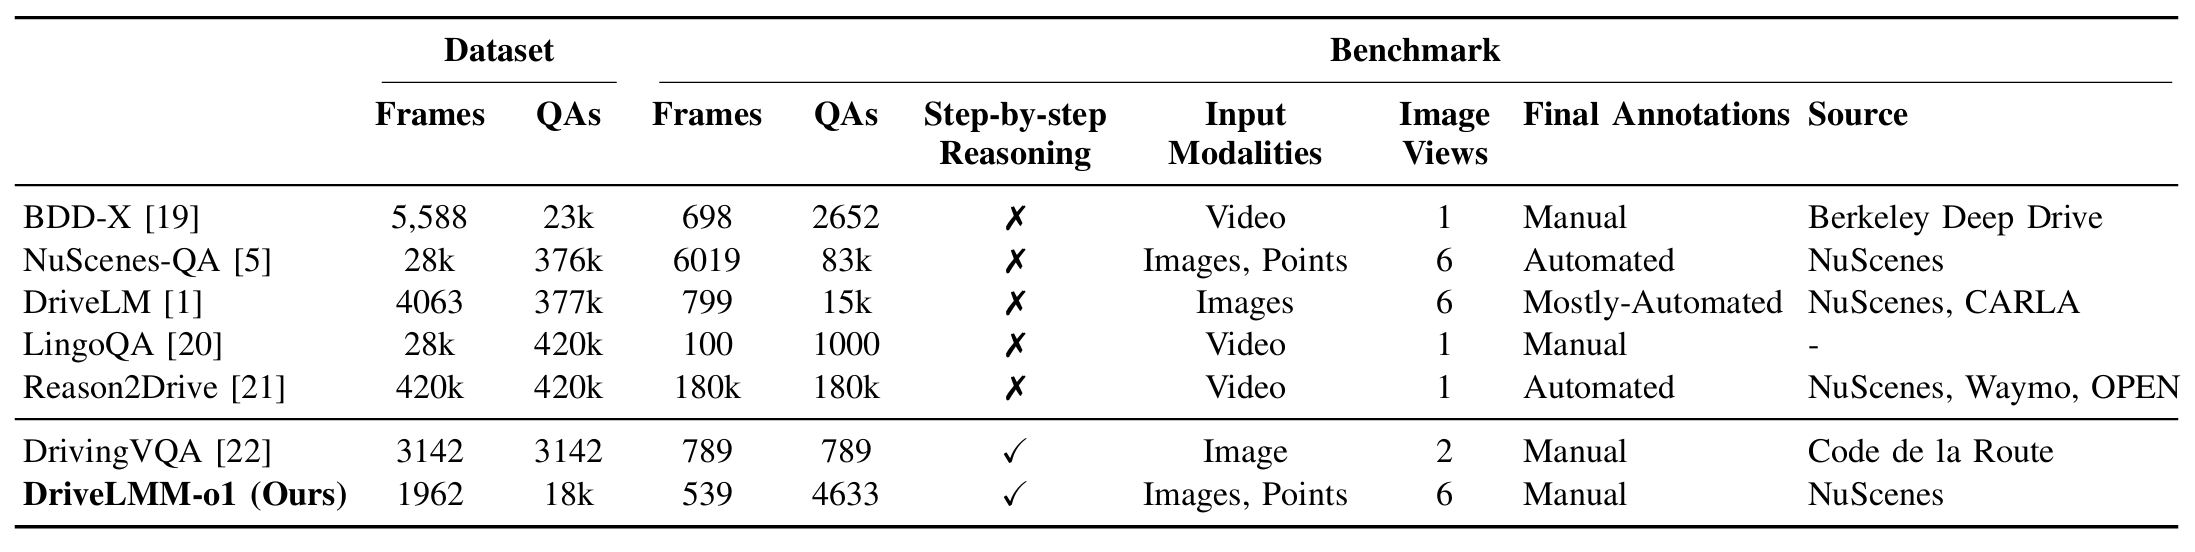 Dataset Benchmark
Frames QAs Frames QAs Step-by-step Reasoning Input Modalities Image Views Final Annotations Source
BDD-X [19] 5,588 23k 698 2652 ✗ Video 1 Manual Berkeley Deep Drive
NuScenes-QA [5] 28k 376k 6019 83k ✗ Images, Points 6 Automated NuScenes
DriveLM [1] 4063 377k 799 15k ✗ Images 6 Mostly-Automated NuScenes, CARLA
LingoQA [20] 28k 420k 100 1000 ✗ Video 1 Manual -
Reason2Drive [21] 420k 420k 180k 180k ✗ Video 1 Automated NuScenes, Waymo, OPEN
DrivingVQA [22] 3142 3142 789 789 ✓ Image 2 Manual Code de la Route
DriveLMM-o1 (Ours) 1962 18k 539 4633 ✓ Images, Points 6 Manual NuScenes